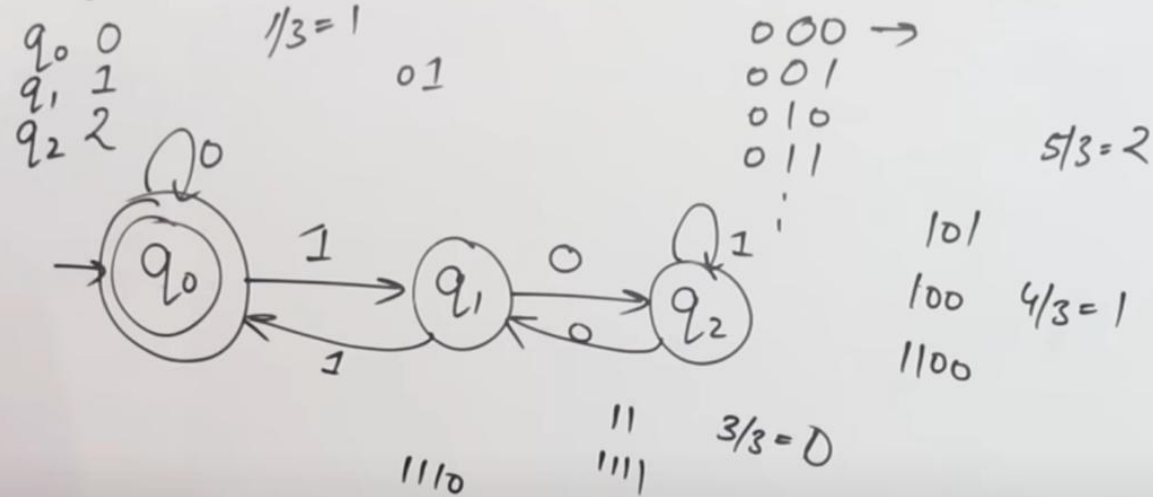 q₀ 0
q₁ 1
q₂ 2
1/3 = 1
01
000 →
001
010
011
⋮
5/3 = 2
101
100 4/3 = 1
1100
0
q₀
1
1
q₁
0
0
q₂
1
11 3/3 = 0
1111
1110